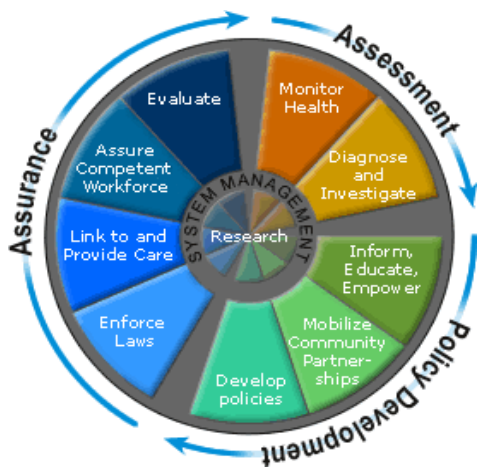 Assessment
Monitor
Health
Diagnose
and
Investigate
Policy Development
Inform,
Educate,
Empower
Mobilize
Community
Partner-
ships
Develop
policies
Assurance
Enforce
Laws
Link to and
Provide Care
Assure
Competent
Workforce
Evaluate
SYSTEM MANAGEMENT
Research